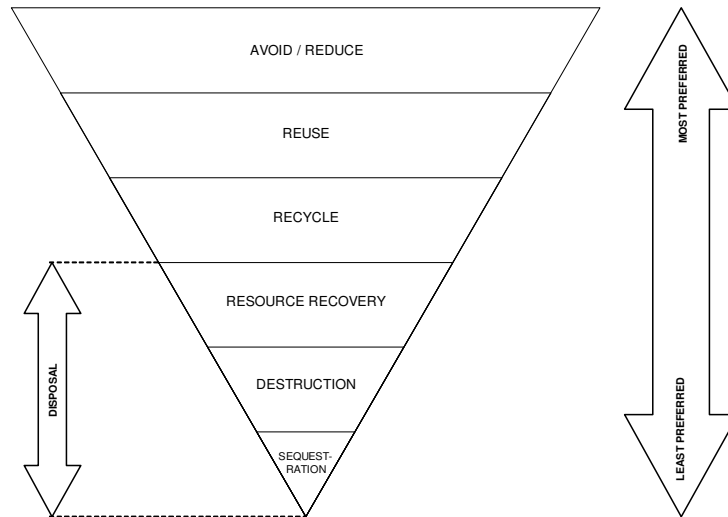 AVOID / REDUCE
REUSE
RECYCLE
RESOURCE RECOVERY
DESTRUCTION
SEQUEST-
RATION
DISPOSAL
MOST PREFERRED
LEAST PREFERRED